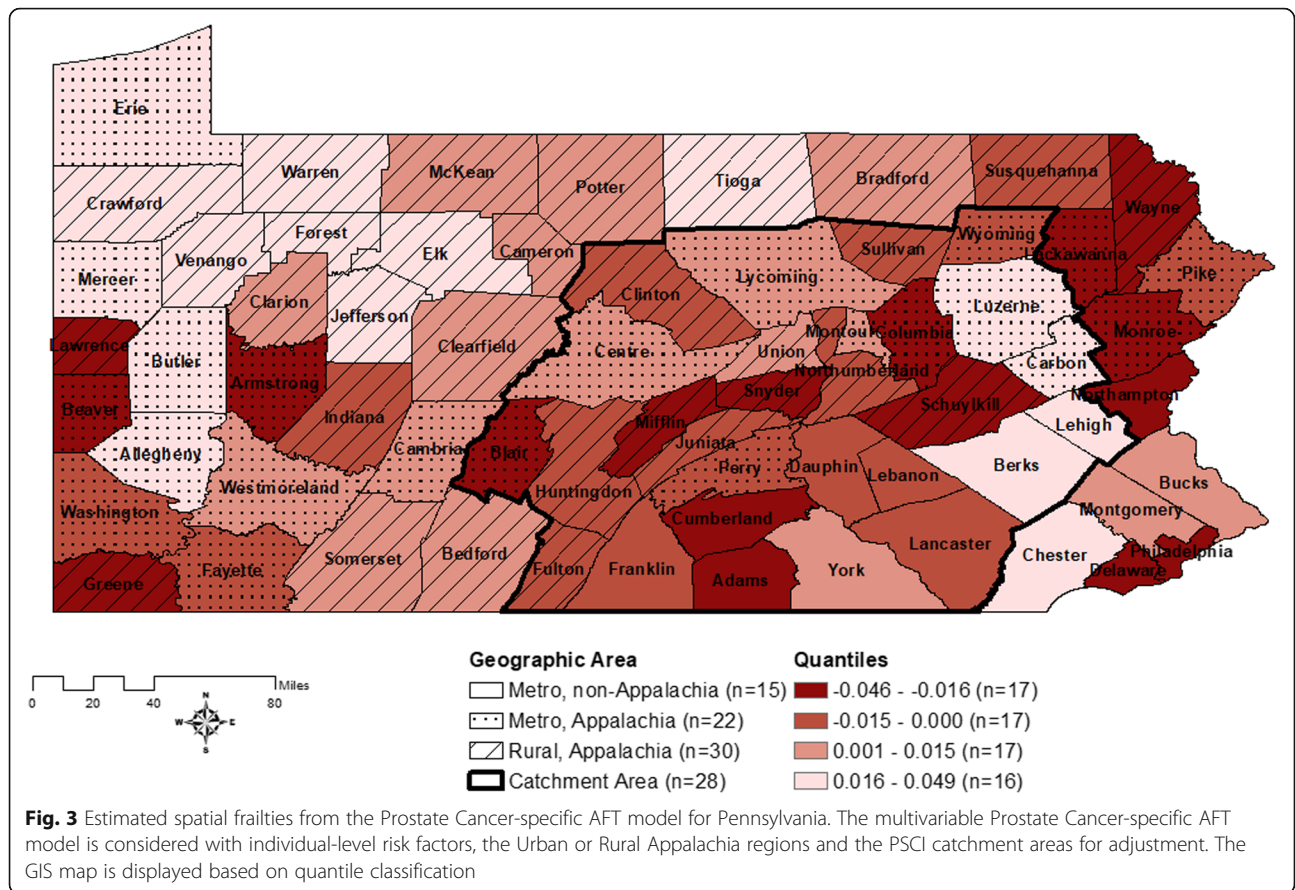 Erie
Warren
McKean
Potter
Tioga
Bradford
Susquehanna
Wayne
Crawford
Forest
Venango
Elk
Cameron
Mercer
Clarion
Jefferson
Clearfield
Clinton
Lycoming
Sullivan
Wyoming
Lackawanna
Pike
Luzerne
Monroe
Lawrence
Butler
Armstrong
Centre
Union
Montour
Columbia
Carbon
Northampton
Beaver
Indiana
Snyder
Northumberland
Schuylkill
Lehigh
Allegheny
Cambria
Blair
Mifflin
Juniata
Perry
Dauphin
Lebanon
Berks
Bucks
Westmoreland
Huntingdon
Montgomery
Washington
Cumberland
Lancaster
Chester
Philadelphia
Delaware
Greene
Fayette
Somerset
Bedford
Fulton
Franklin
Adams
York
Miles
0 20 40 80
N
W E
S
Geographic Area
Metro, non-Appalachia (n=15)
Metro, Appalachia (n=22)
Rural, Appalachia (n=30)
Catchment Area (n=28)
Quantiles
-0.046 - -0.016 (n=17)
-0.015 - 0.000 (n=17)
0.001 - 0.015 (n=17)
0.016 - 0.049 (n=16)
Fig. 3 Estimated spatial frailties from the Prostate Cancer-specific AFT model for Pennsylvania. The multivariable Prostate Cancer-specific AFT
model is considered with individual-level risk factors, the Urban or Rural Appalachia regions and the PSCI catchment areas for adjustment. The
GIS map is displayed based on quantile classification